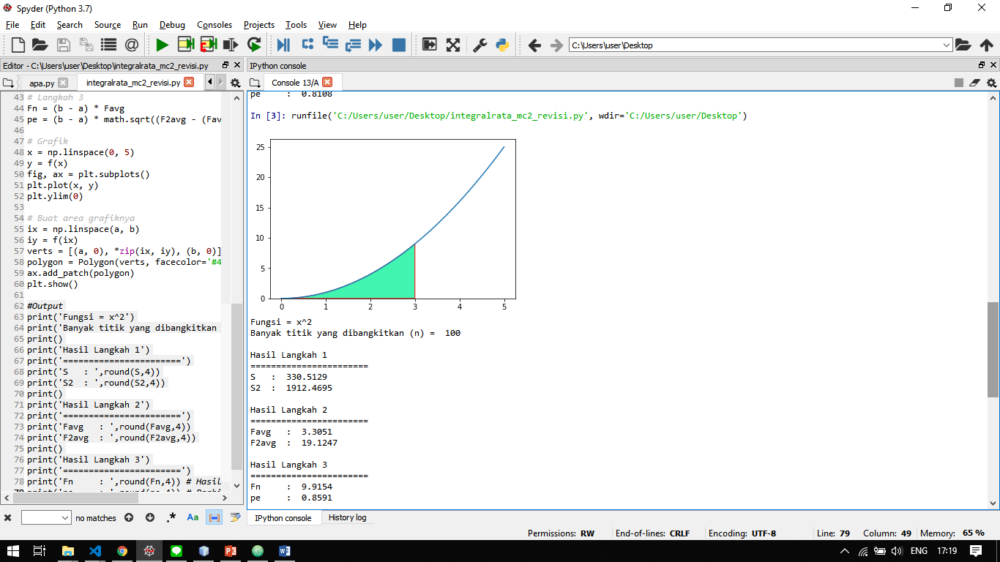 Spyder (Python 3.7)
File Edit Search Source Run Debug Consoles Projects Tools View Help
C:\Users\user\Desktop
Editor - C:\Users\user\Desktop\integralrata_mc2_revisi.py
apa.py integralrata_mc2_revisi.py
43 # Langkah 3
44 Fn = (b - a) * Favg
45 pe = (b - a) * math.sqrt((F2avg - (Fav
46
47 # Grafik
48 x = np.linspace(0, 5)
49 y = f(x)
50 fig, ax = plt.subplots()
51 plt.plot(x, y)
52 plt.ylim(0)
53
54 # Buat area grafiknya
55 ix = np.linspace(a, b)
56 iy = f(ix)
57 verts = [(a, 0), *zip(ix, iy), (b, 0)]
58 polygon = Polygon(verts, facecolor='#4
59 ax.add_patch(polygon)
60 plt.show()
61
62 #Output
63 print('Fungsi = x^2')
64 print('Banyak titik yang dibangkitkan
65 print()
66 print('Hasil Langkah 1')
67 print('=======================')
68 print('S   : ',round(S,4))
69 print('S2  : ',round(S2,4))
70 print()
71 print('Hasil Langkah 2')
72 print('=======================')
73 print('Favg   : ',round(Favg,4))
74 print('F2avg  : ',round(F2avg,4))
75 print()
76 print('Hasil Langkah 3')
77 print('=======================')
78 print('Fn     : ',round(Fn,4)) # Hasil
no matches .* Aa
IPython console
Console 13/A
pe     :  0.8108
In [3]: runfile('C:/Users/user/Desktop/integralrata_mc2_revisi.py', wdir='C:/Users/user/Desktop')
25
20
15
10
5
0
0 1 2 3 4 5
Fungsi = x^2
Banyak titik yang dibangkitkan (n) =  100
Hasil Langkah 1
=======================
S   :  330.5129
S2  :  1912.4695
Hasil Langkah 2
=======================
Favg   :  3.3051
F2avg  :  19.1247
Hasil Langkah 3
=======================
Fn     :  9.9154
pe     :  0.8591
IPython console History log
Permissions: RW End-of-lines: CRLF Encoding: UTF-8 Line: 79 Column: 49 Memory: 65 %
ENG 17:19